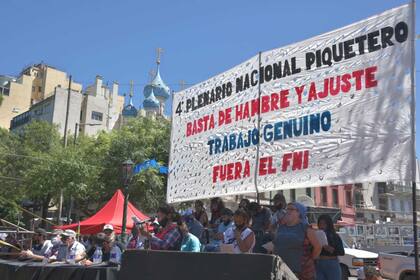 4° PLENARIO NACIONAL PIQUETERO
BASTA DE HAMBRE Y AJUSTE
TRABAJO GENUINO
FUERA EL FMI